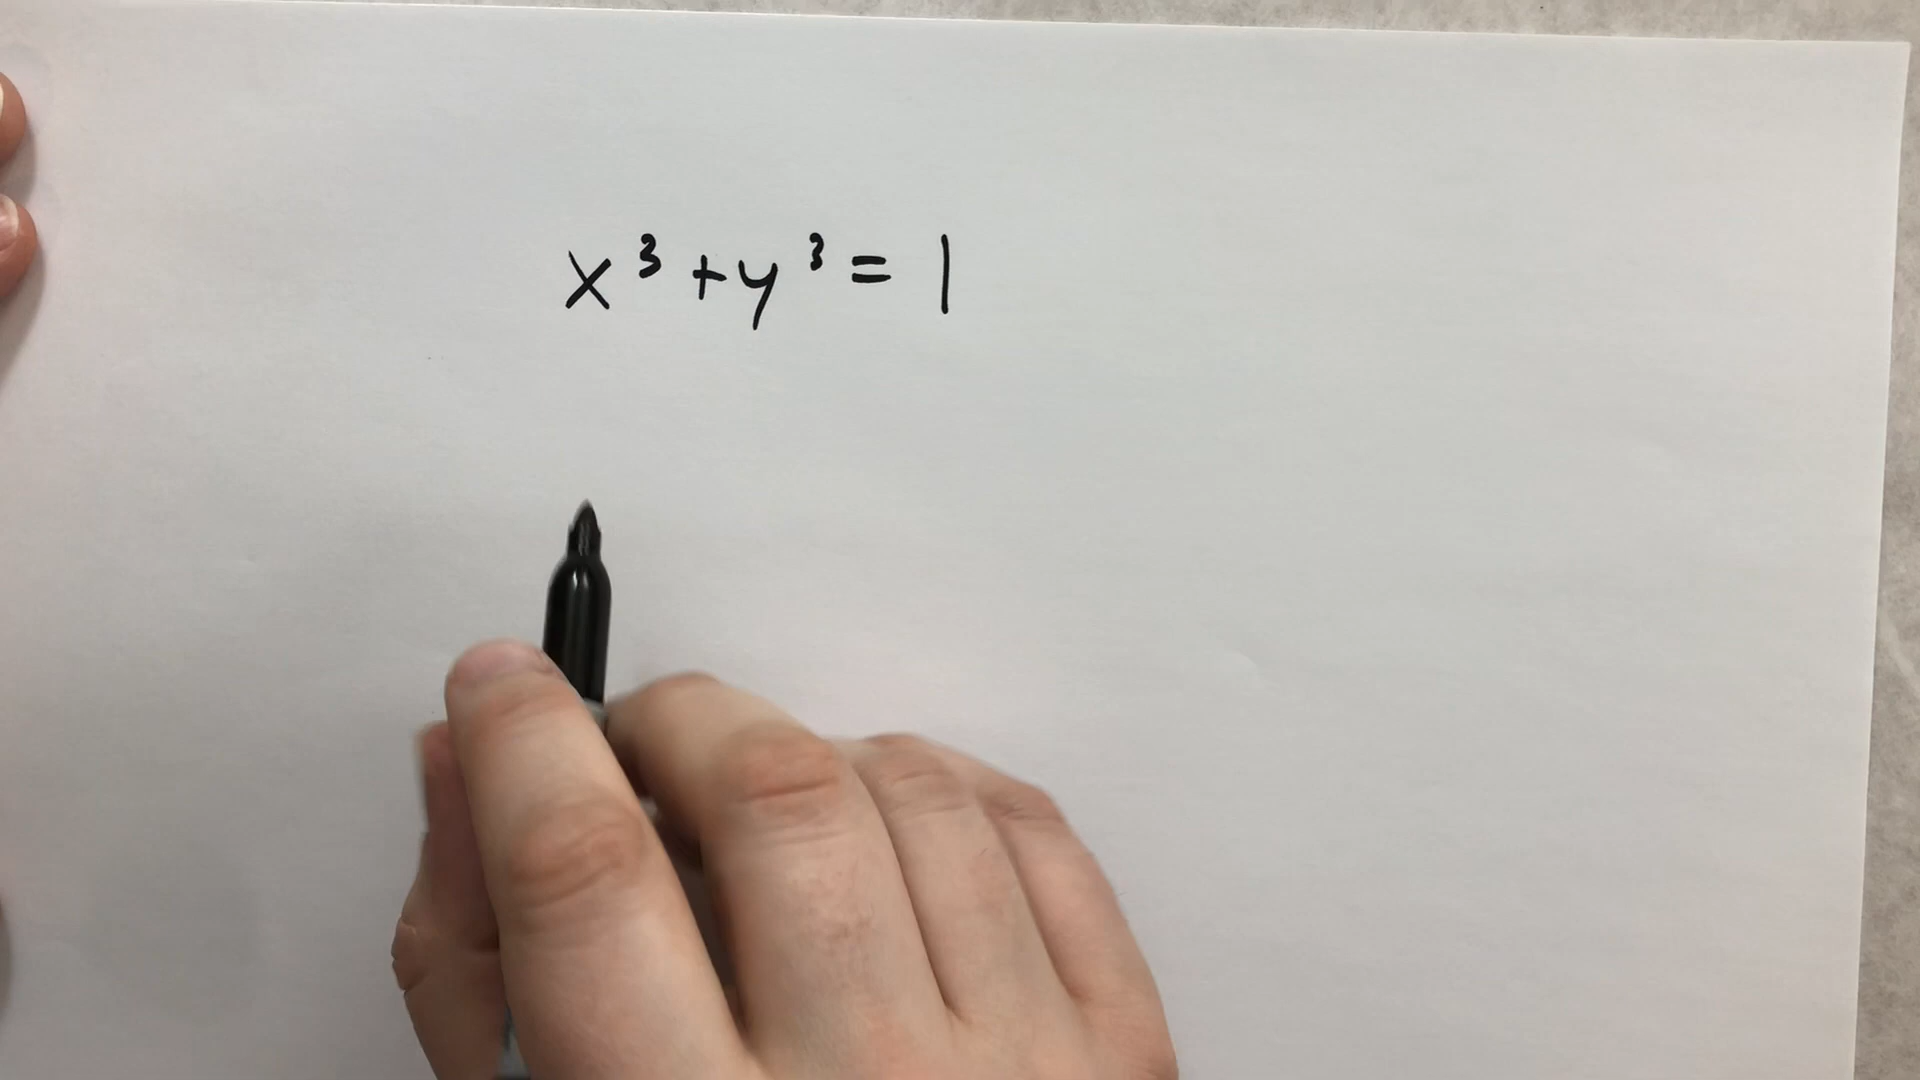 x³ + y³ = 1